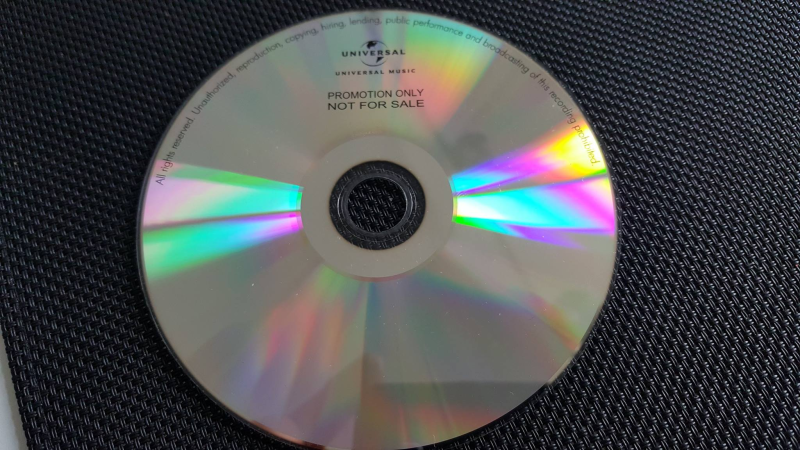 All rights reserved. Unauthorized, reproduction, copying, hiring, lending, public performance and broadcasting of this recording prohibited.
UNIVERSAL
UNIVERSAL MUSIC
PROMOTION ONLY
NOT FOR SALE